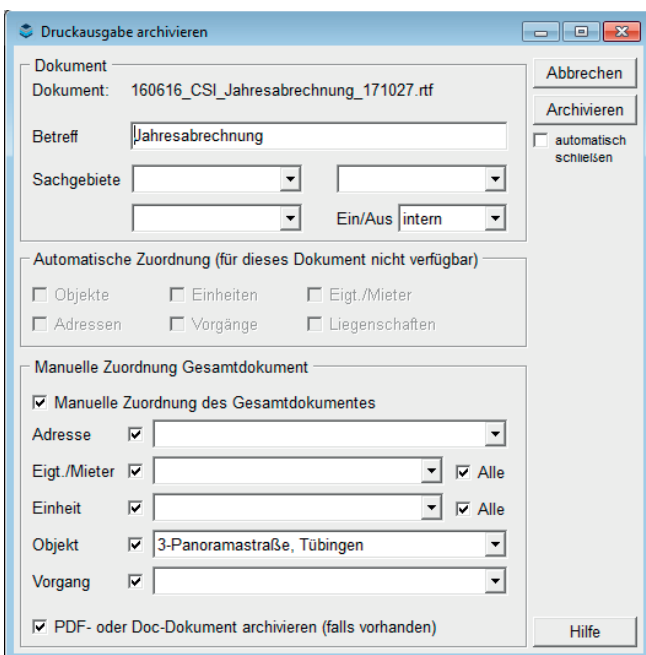 Druckausgabe archivieren
Dokument
Dokument: 160616_CSI_Jahresabrechnung_171027.rtf
Abbrechen
Archivieren
Betreff Jahresabrechnung
automatisch
schließen
Sachgebiete
Ein/Aus intern
Automatische Zuordnung (für dieses Dokument nicht verfügbar)
Objekte Einheiten Eigt./Mieter
Adressen Vorgänge Liegenschaften
Manuelle Zuordnung Gesamtdokument
Manuelle Zuordnung des Gesamtdokumentes
Adresse
Eigt./Mieter Alle
Einheit Alle
Objekt 3-Panoramastraße, Tübingen
Vorgang
PDF- oder Doc-Dokument archivieren (falls vorhanden)
Hilfe